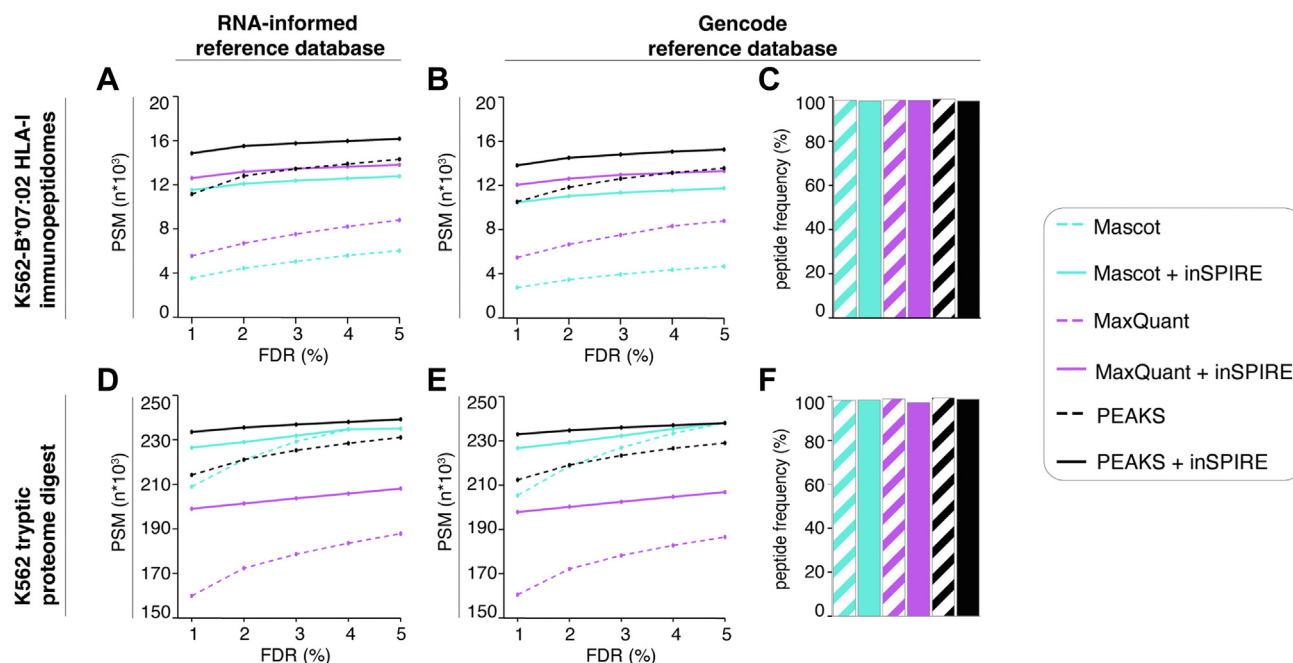 RNA-informed
reference database
Gencode
reference database
K562-B*07:02 HLA-I
immunopeptidomes
A
PSM (n*10³)
20
16
12
8
4
0
1 2 3 4 5
FDR (%)
B
PSM (n*10³)
20
16
12
8
4
0
1 2 3 4 5
FDR (%)
C
peptide frequency (%)
100
80
60
40
20
0
K562 tryptic
proteome digest
D
PSM (n*10³)
250
230
210
190
170
150
1 2 3 4 5
FDR (%)
E
PSM (n*10³)
250
230
210
190
170
150
1 2 3 4 5
FDR (%)
F
peptide frequency (%)
100
80
60
40
20
0
Mascot
Mascot + inSPIRE
MaxQuant
MaxQuant + inSPIRE
PEAKS
PEAKS + inSPIRE